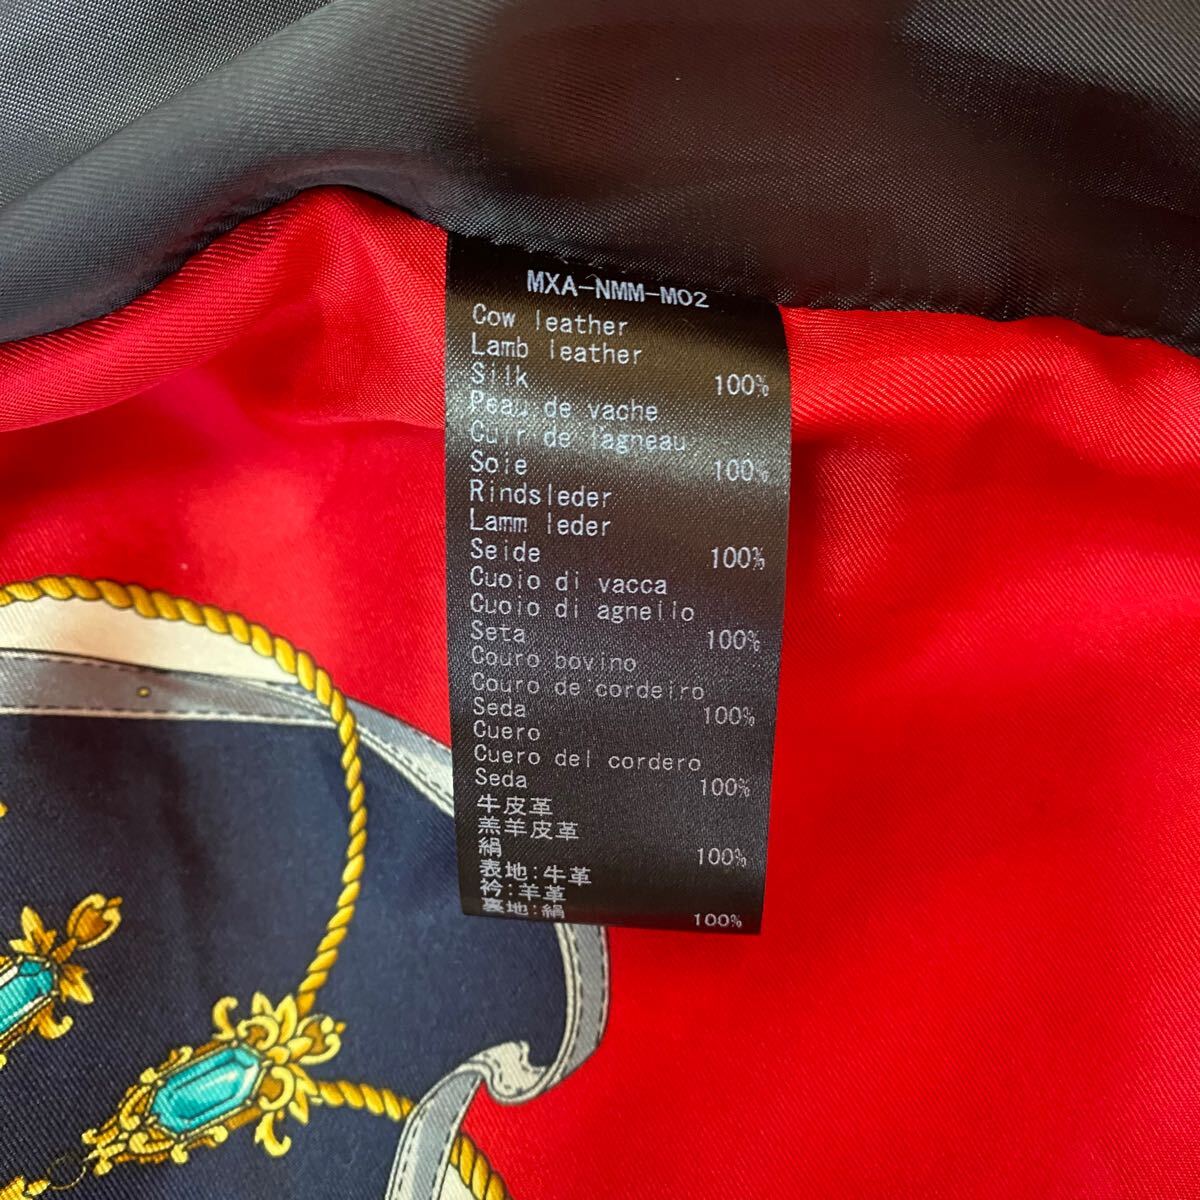 MXA-NMM-M02
Cow leather
Lamb leather
Silk 100%
Peau de vache
Cuir de l'agneau
Soie 100%
Rindsleder
Lamm leder
Seide 100%
Cuoio di vacca
Cuoio di agnello
Seta 100%
Couro bovino
Couro de cordeiro
Seda 100%
Cuero
Cuero del cordero
Seda 100%
牛皮革
羔羊皮革
絹 100%
表地:牛革
衿:羊革
裏地:絹 100%